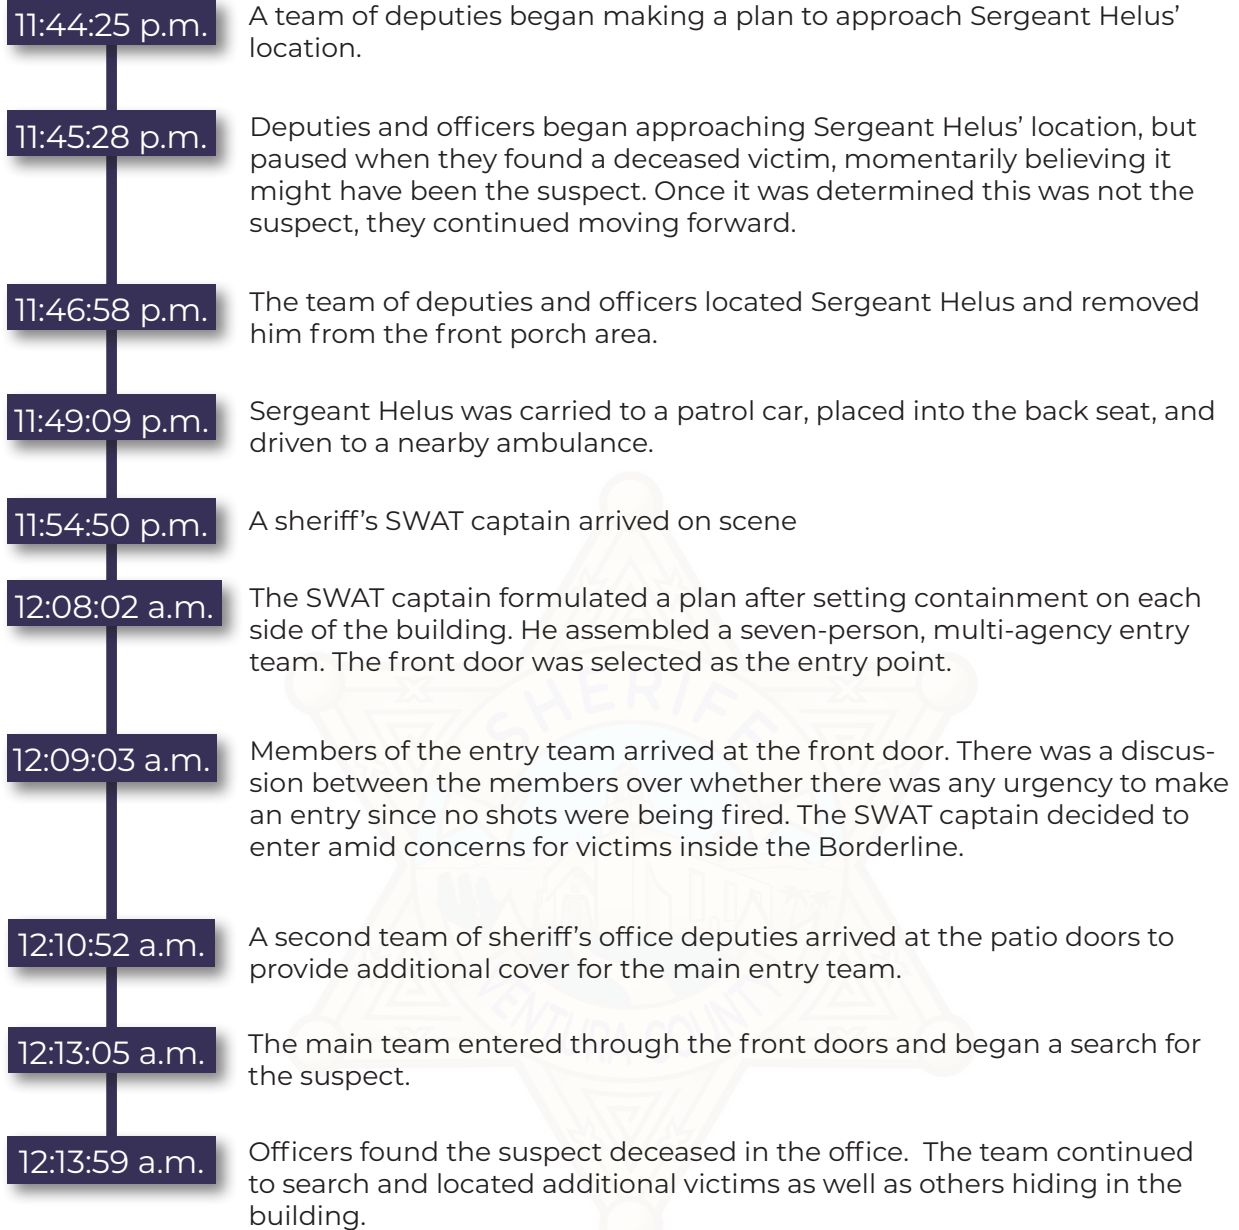 11:44:25 p.m.
A team of deputies began making a plan to approach Sergeant Helus’
location.
11:45:28 p.m.
Deputies and officers began approaching Sergeant Helus’ location, but
paused when they found a deceased victim, momentarily believing it
might have been the suspect. Once it was determined this was not the
suspect, they continued moving forward.
11:46:58 p.m.
The team of deputies and officers located Sergeant Helus and removed
him from the front porch area.
11:49:09 p.m.
Sergeant Helus was carried to a patrol car, placed into the back seat, and
driven to a nearby ambulance.
11:54:50 p.m.
A sheriff’s SWAT captain arrived on scene
12:08:02 a.m.
The SWAT captain formulated a plan after setting containment on each
side of the building. He assembled a seven-person, multi-agency entry
team. The front door was selected as the entry point.
12:09:03 a.m.
Members of the entry team arrived at the front door. There was a discus-
sion between the members over whether there was any urgency to make
an entry since no shots were being fired. The SWAT captain decided to
enter amid concerns for victims inside the Borderline.
12:10:52 a.m.
A second team of sheriff’s office deputies arrived at the patio doors to
provide additional cover for the main entry team.
12:13:05 a.m.
The main team entered through the front doors and began a search for
the suspect.
12:13:59 a.m.
Officers found the suspect deceased in the office.  The team continued
to search and located additional victims as well as others hiding in the
building.
SHERIFF
VENTURA COUNTY